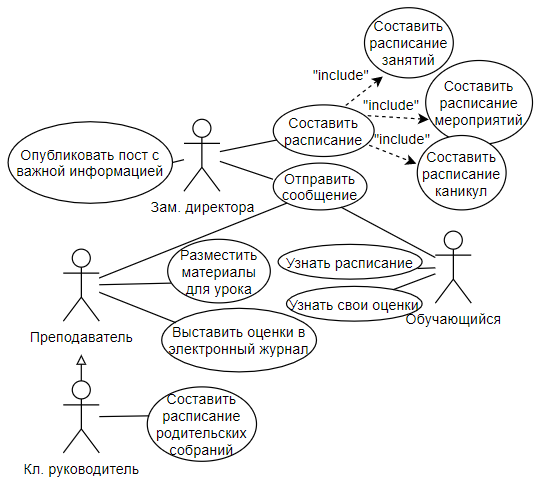 Составить
расписание
занятий
"include"
"include"
Составить
расписание
мероприятий
Составить
расписание
"include"
Опубликовать пост с
важной информацией
Составить
расписание
каникул
Зам. директора
Отправить
сообщение
Разместить
материалы
для урока
Узнать расписание
Узнать свои оценки
Обучающийся
Преподаватель
Выставить оценки в
электронный журнал
Составить
расписание
родительских
собраний
Кл. руководитель